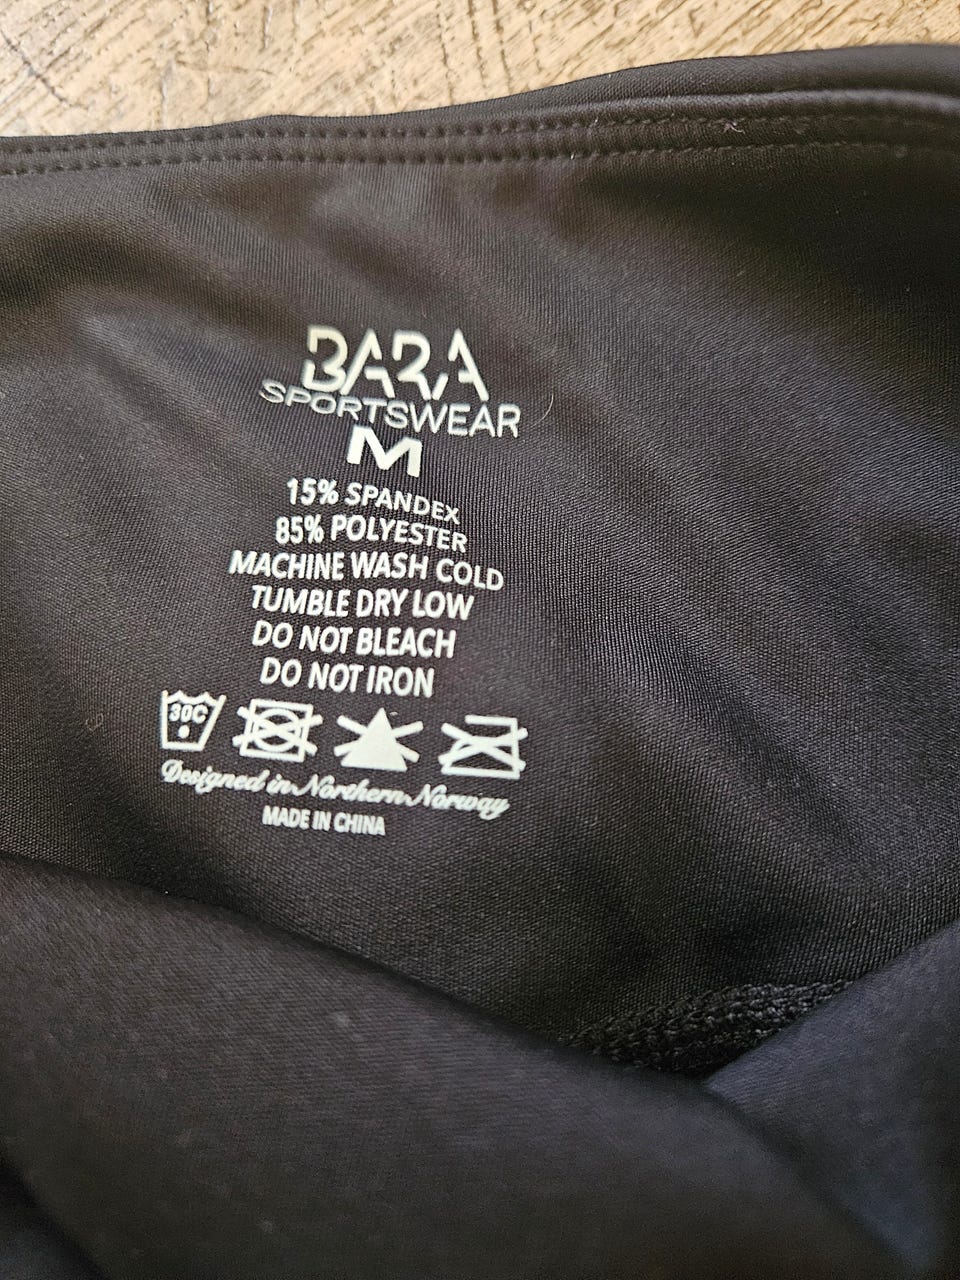 BARA
SPORTSWEAR
M
15% SPANDEX
85% POLYESTER
MACHINE WASH COLD
TUMBLE DRY LOW
DO NOT BLEACH
DO NOT IRON
30C
Designed in Northern Norway
MADE IN CHINA